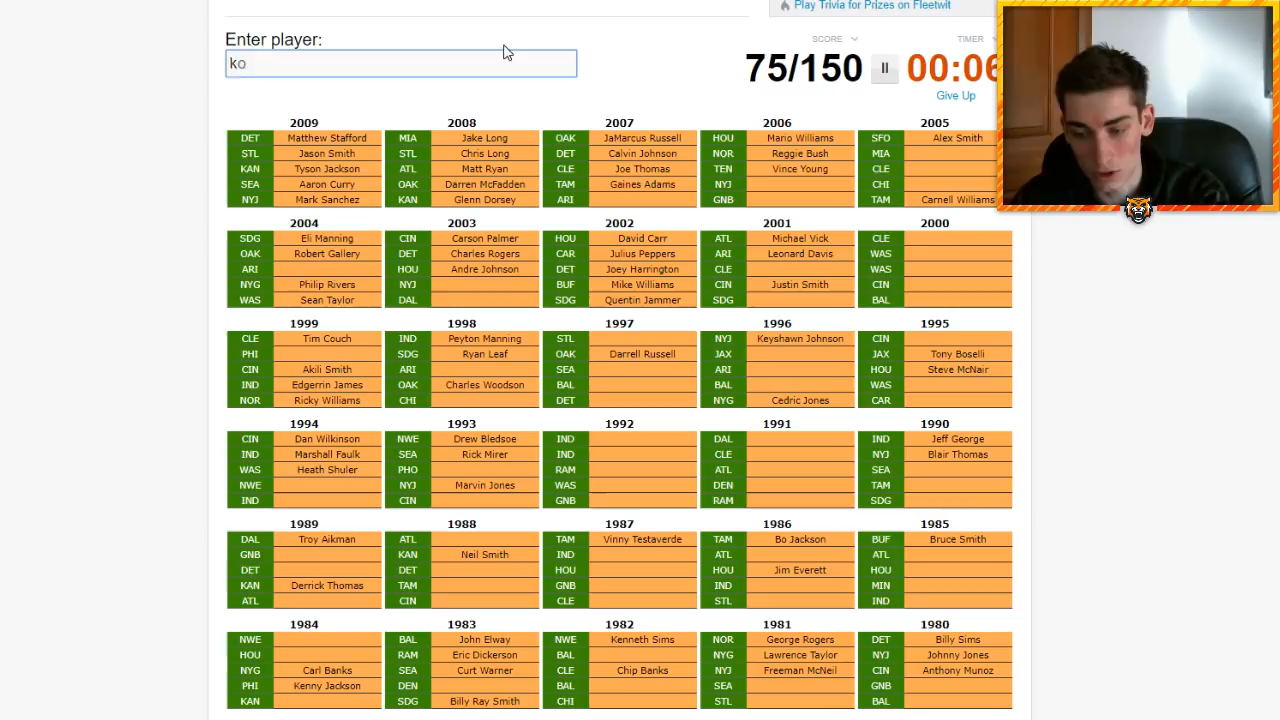 Play Trivia for Prizes on Fleetwit
Enter player:
ko
SCORE
TIMER
75/150
00:06
Give Up
2009
DET Matthew Stafford
STL Jason Smith
KAN Tyson Jackson
SEA Aaron Curry
NYJ Mark Sanchez
2008
MIA Jake Long
STL Chris Long
ATL Matt Ryan
OAK Darren McFadden
KAN Glenn Dorsey
2007
OAK JaMarcus Russell
DET Calvin Johnson
CLE Joe Thomas
TAM Gaines Adams
ARI
2006
HOU Mario Williams
NOR Reggie Bush
TEN Vince Young
NYJ
GNB
2005
SFO Alex Smith
MIA
CLE
CHI
TAM Carnell Williams
2004
SDG Eli Manning
OAK Robert Gallery
ARI
NYG Philip Rivers
WAS Sean Taylor
2003
CIN Carson Palmer
DET Charles Rogers
HOU Andre Johnson
NYJ
DAL
2002
HOU David Carr
CAR Julius Peppers
DET Joey Harrington
BUF Mike Williams
SDG Quentin Jammer
2001
ATL Michael Vick
ARI Leonard Davis
CLE
CIN Justin Smith
SDG
2000
CLE
WAS
WAS
CIN
BAL
1999
CLE Tim Couch
PHI
CIN Akili Smith
IND Edgerrin James
NOR Ricky Williams
1998
IND Peyton Manning
SDG Ryan Leaf
ARI
OAK Charles Woodson
CHI
1997
STL
OAK Darrell Russell
SEA
BAL
DET
1996
NYJ Keyshawn Johnson
JAX
ARI
BAL
NYG Cedric Jones
1995
CIN
JAX Tony Boselli
HOU Steve McNair
WAS
CAR
1994
CIN Dan Wilkinson
IND Marshall Faulk
WAS Heath Shuler
NWE
IND
1993
NWE Drew Bledsoe
SEA Rick Mirer
PHO
NYJ Marvin Jones
CIN
1992
IND
IND
RAM
WAS
GNB
1991
DAL
CLE
ATL
DEN
RAM
1990
IND Jeff George
NYJ Blair Thomas
SEA
TAM
SDG
1989
DAL Troy Aikman
GNB
DET
KAN Derrick Thomas
ATL
1988
ATL
KAN Neil Smith
DET
TAM
CIN
1987
TAM Vinny Testaverde
IND
HOU
GNB
CLE
1986
TAM Bo Jackson
ATL
HOU Jim Everett
IND
STL
1985
BUF Bruce Smith
ATL
HOU
MIN
IND
1984
NWE
HOU
NYG Carl Banks
PHI Kenny Jackson
KAN
1983
BAL John Elway
RAM Eric Dickerson
SEA Curt Warner
DEN
SDG Billy Ray Smith
1982
NWE Kenneth Sims
BAL
CLE Chip Banks
BAL
CHI
1981
NOR George Rogers
NYG Lawrence Taylor
NYJ Freeman McNeil
SEA
STL
1980
DET Billy Sims
NYJ Johnny Jones
CIN Anthony Munoz
GNB
BAL